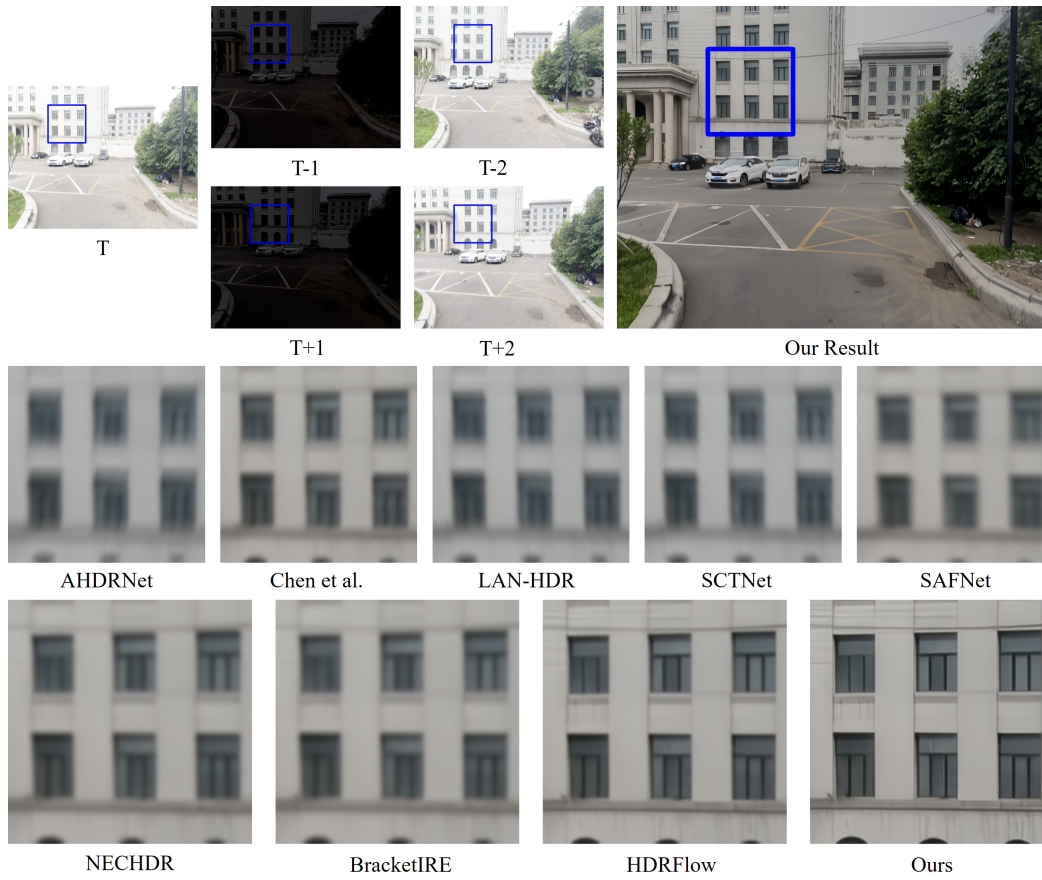 T
T-1
T-2
T+1
T+2
Our Result
AHDRNet
Chen et al.
LAN-HDR
SCTNet
SAFNet
NECHDR
BracketIRE
HDRFlow
Ours